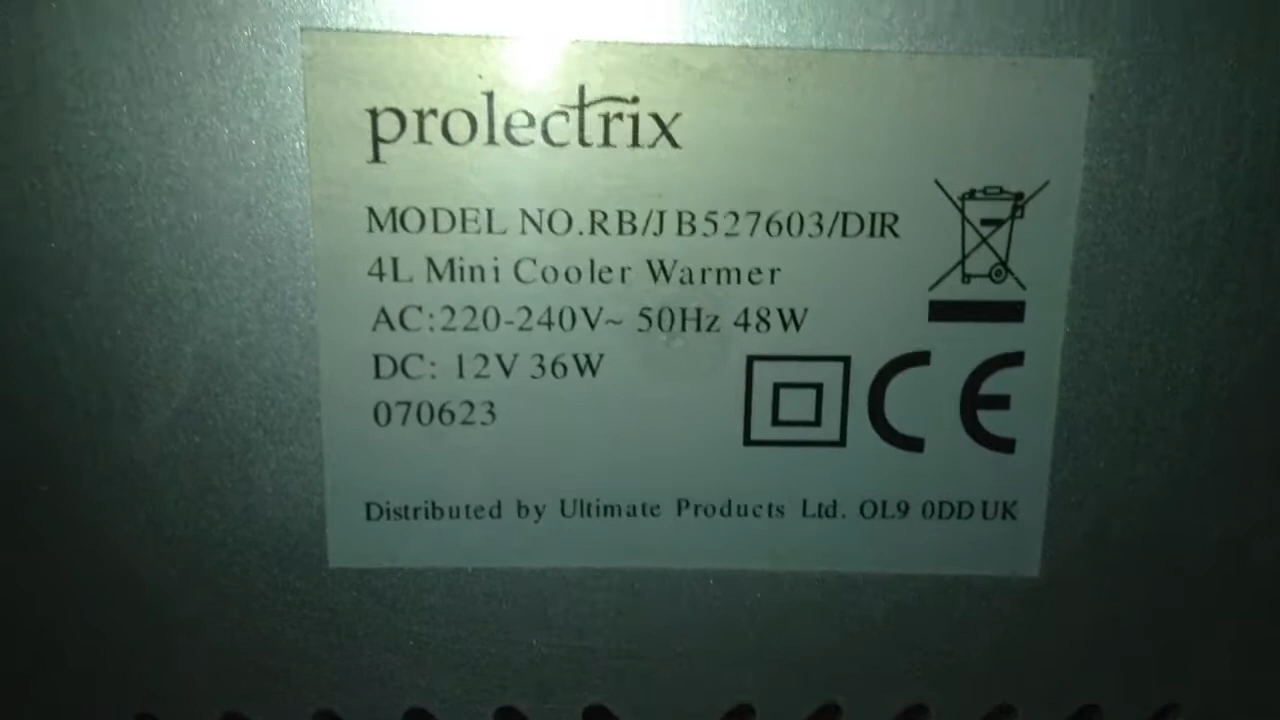 prolectrix
MODEL NO.RB/JB527603/DIR
4L Mini Cooler Warmer
AC:220-240V~ 50Hz 48W
DC: 12V 36W
070623
CE
Distributed by Ultimate Products Ltd. OL9 0DD UK